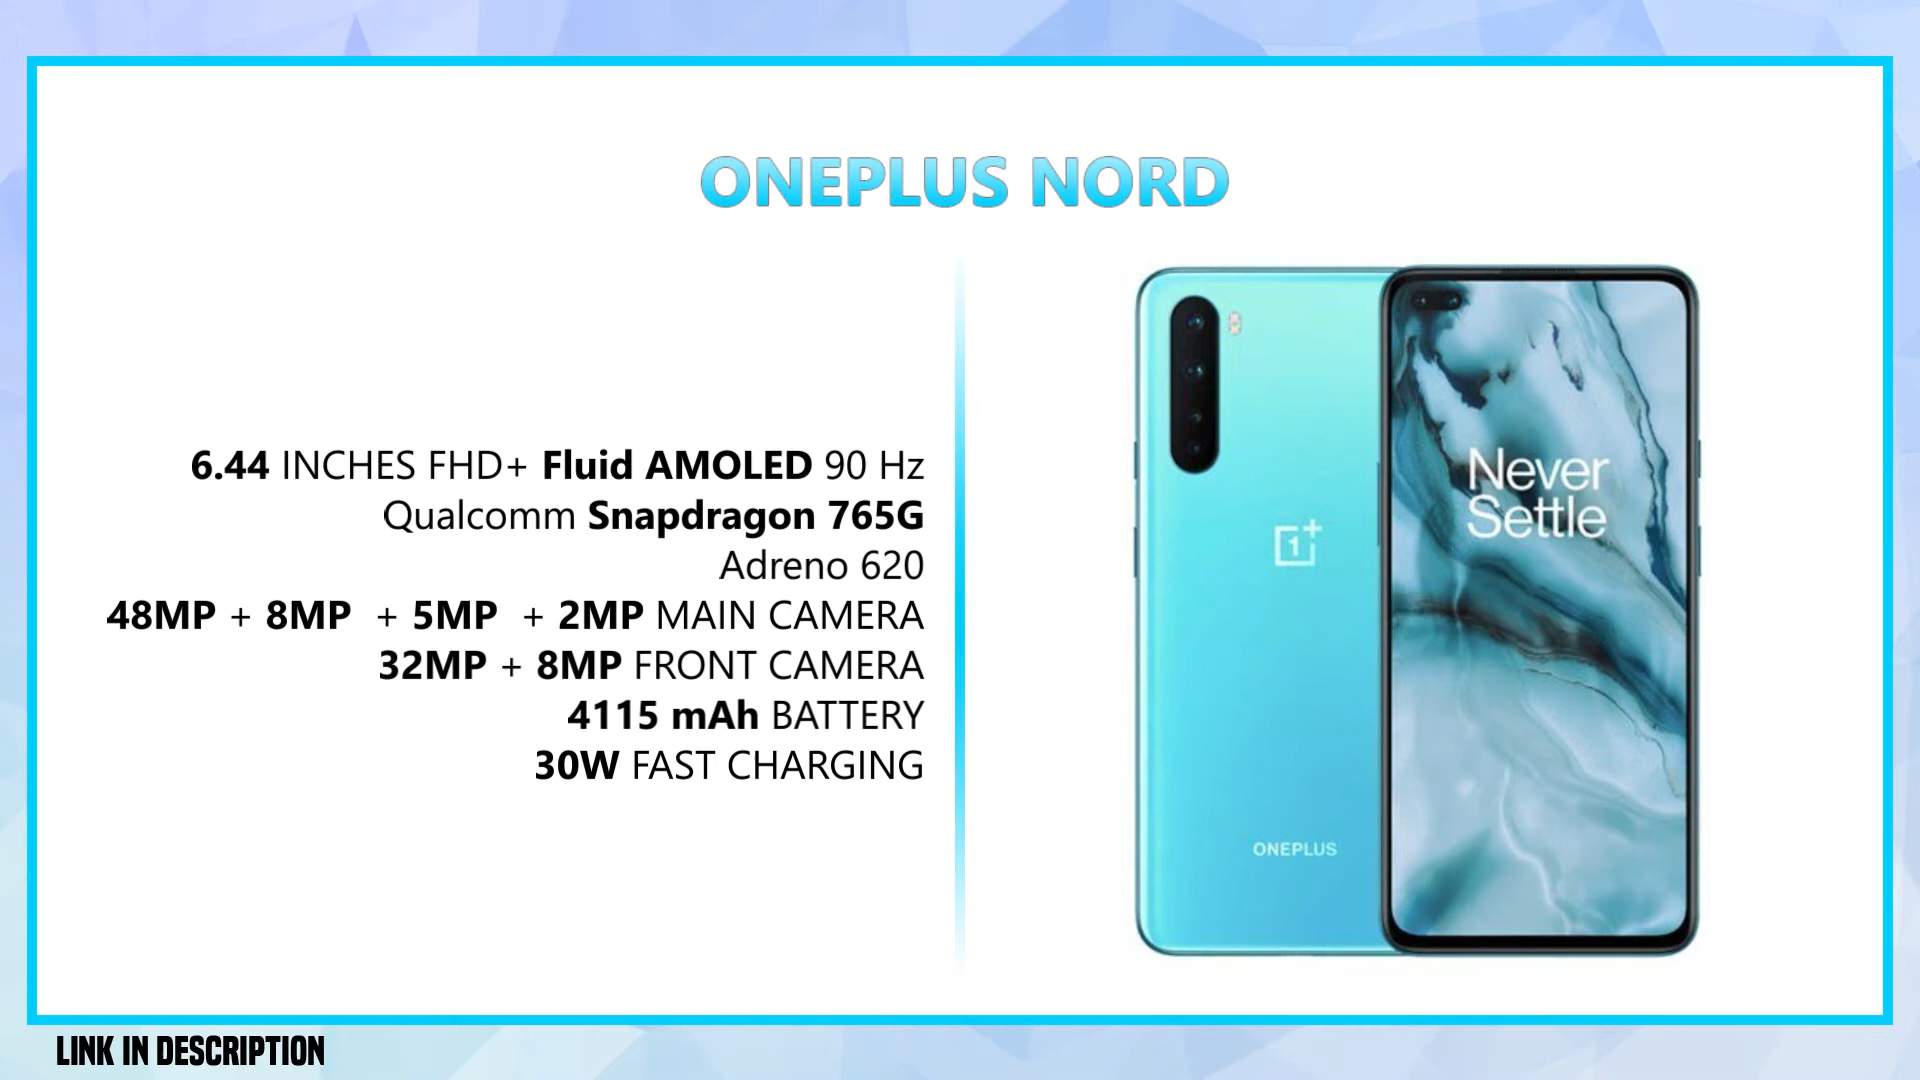 ONEPLUS NORD
6.44 INCHES FHD+ Fluid AMOLED 90 Hz
Qualcomm Snapdragon 765G
Adreno 620
48MP + 8MP + 5MP + 2MP MAIN CAMERA
32MP + 8MP FRONT CAMERA
4115 mAh BATTERY
30W FAST CHARGING
1+
ONEPLUS
Never
Settle
LINK IN DESCRIPTION